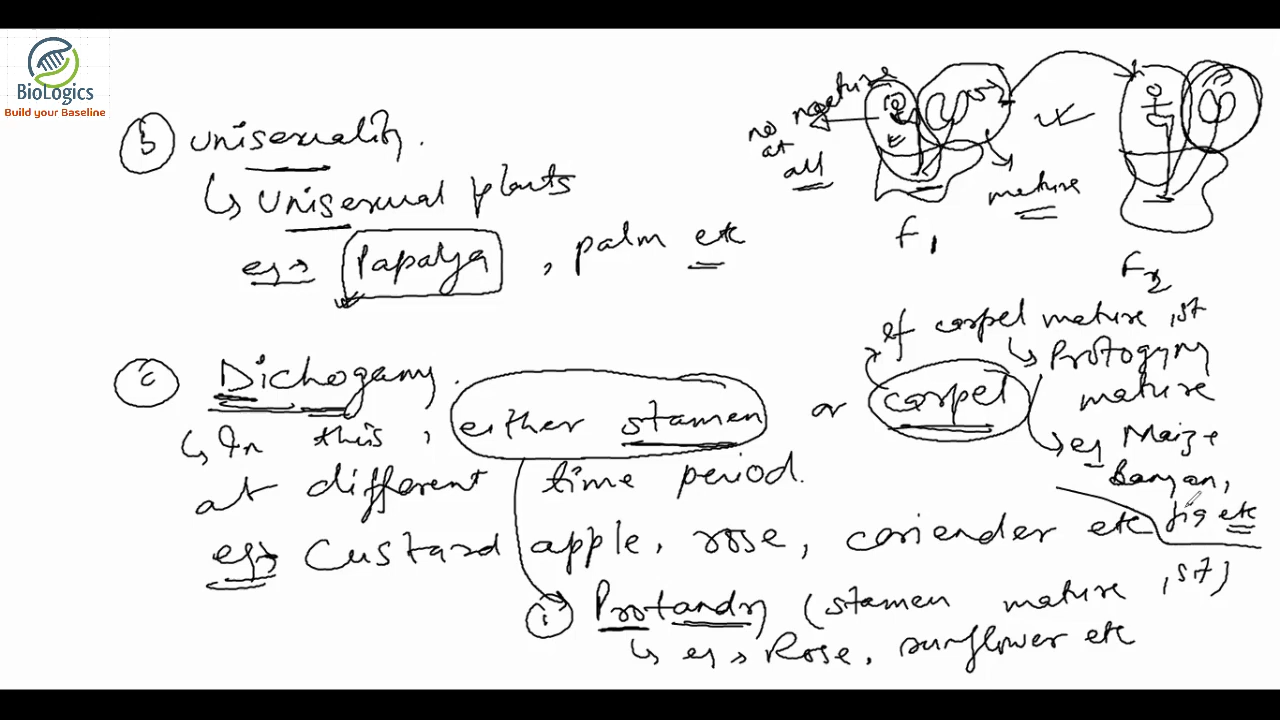 BioLogics
Build your Baseline
b unisexuality.
↳ unisexual plants
eg → Papaya, palm etc
no mature
at
all
mature
F1
F2
c Dichogamy.
↳ In this, either stamen or carpel mature
at different time period.
eg → Custard apple, rose, coriender etc
if carpel mature 1st
↳ Protogyny
↳ eg Maize
Banyan,
fig etc
i Protandry (stamen mature 1st)
↳ eg → Rose, sunflower etc